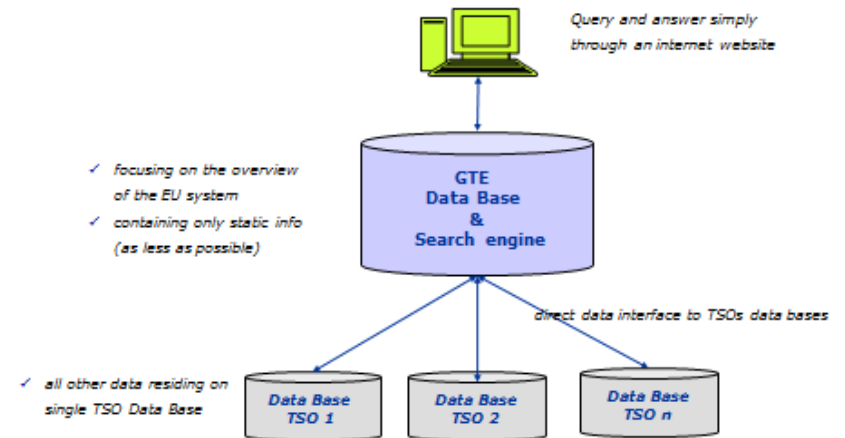 Query and answer simply
through an internet website
✓ focusing on the overview
of the EU system
✓ containing only static info
(as less as possible)
GTE
Data Base
&
Search engine
direct data interface to TSOs data bases
✓ all other data residing on
single TSO Data Base
Data Base
TSO 1
Data Base
TSO 2
Data Base
TSO n